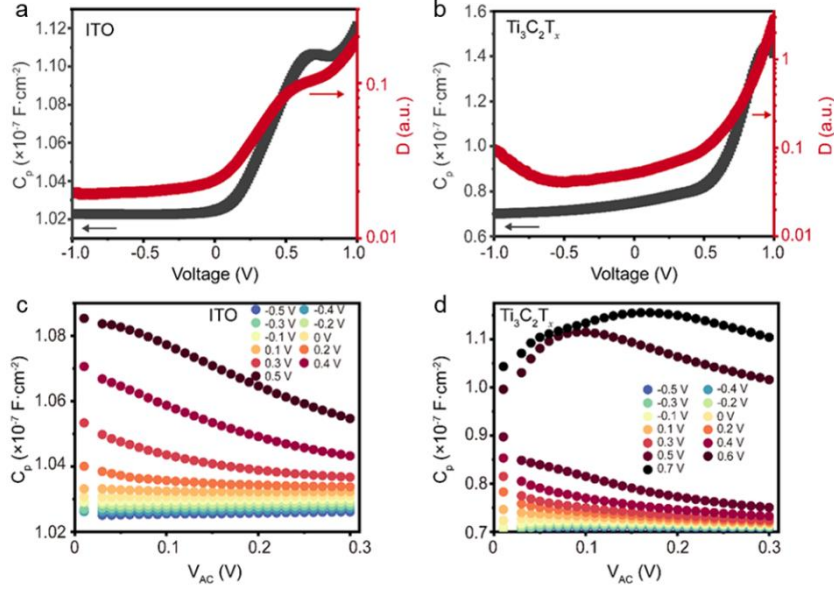 a
ITO
C_p (×10⁻⁷ F·cm⁻²)
1.12
1.10
1.08
1.06
1.04
1.02
-1.0
-0.5
0
0.5
1.0
Voltage (V)
0.1
0.01
D (a.u.)
b
Ti₃C₂Tₓ
C_p (×10⁻⁷ F·cm⁻²)
1.6
1.4
1.2
1.0
0.8
0.6
-1.0
-0.5
0
0.5
1.0
Voltage (V)
1
0.1
0.01
D (a.u.)
c
ITO
C_p (×10⁻⁷ F·cm⁻²)
1.08
1.06
1.04
1.02
0
0.1
0.2
0.3
V_AC (V)
-0.5 V -0.4 V
-0.3 V -0.2 V
-0.1 V 0 V
0.1 V 0.2 V
0.3 V 0.4 V
0.5 V
d
Ti₃C₂Tₓ
C_p (×10⁻⁷ F·cm⁻²)
1.1
1.0
0.9
0.8
0.7
0
0.1
0.2
0.3
V_AC (V)
-0.5 V -0.4 V
-0.3 V -0.2 V
-0.1 V 0 V
0.1 V 0.2 V
0.3 V 0.4 V
0.5 V 0.6 V
0.7 V